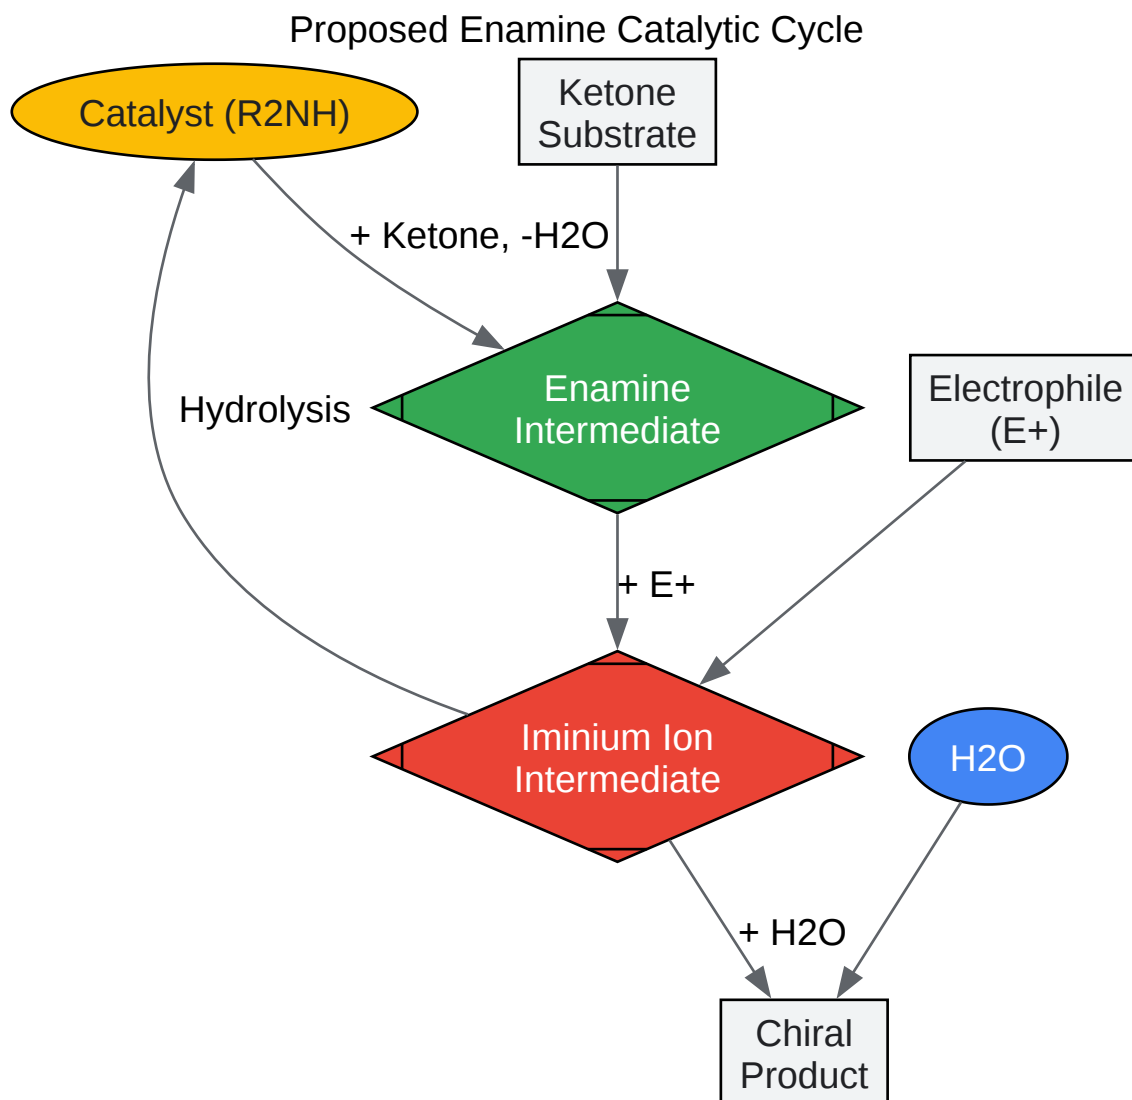 Proposed Enamine Catalytic Cycle
Catalyst (R2NH)
Ketone
Substrate
+ Ketone, -H2O
Enamine
Intermediate
Electrophile
(E+)
Hydrolysis
+ E+
Iminium Ion
Intermediate
H2O
+ H2O
Chiral
Product